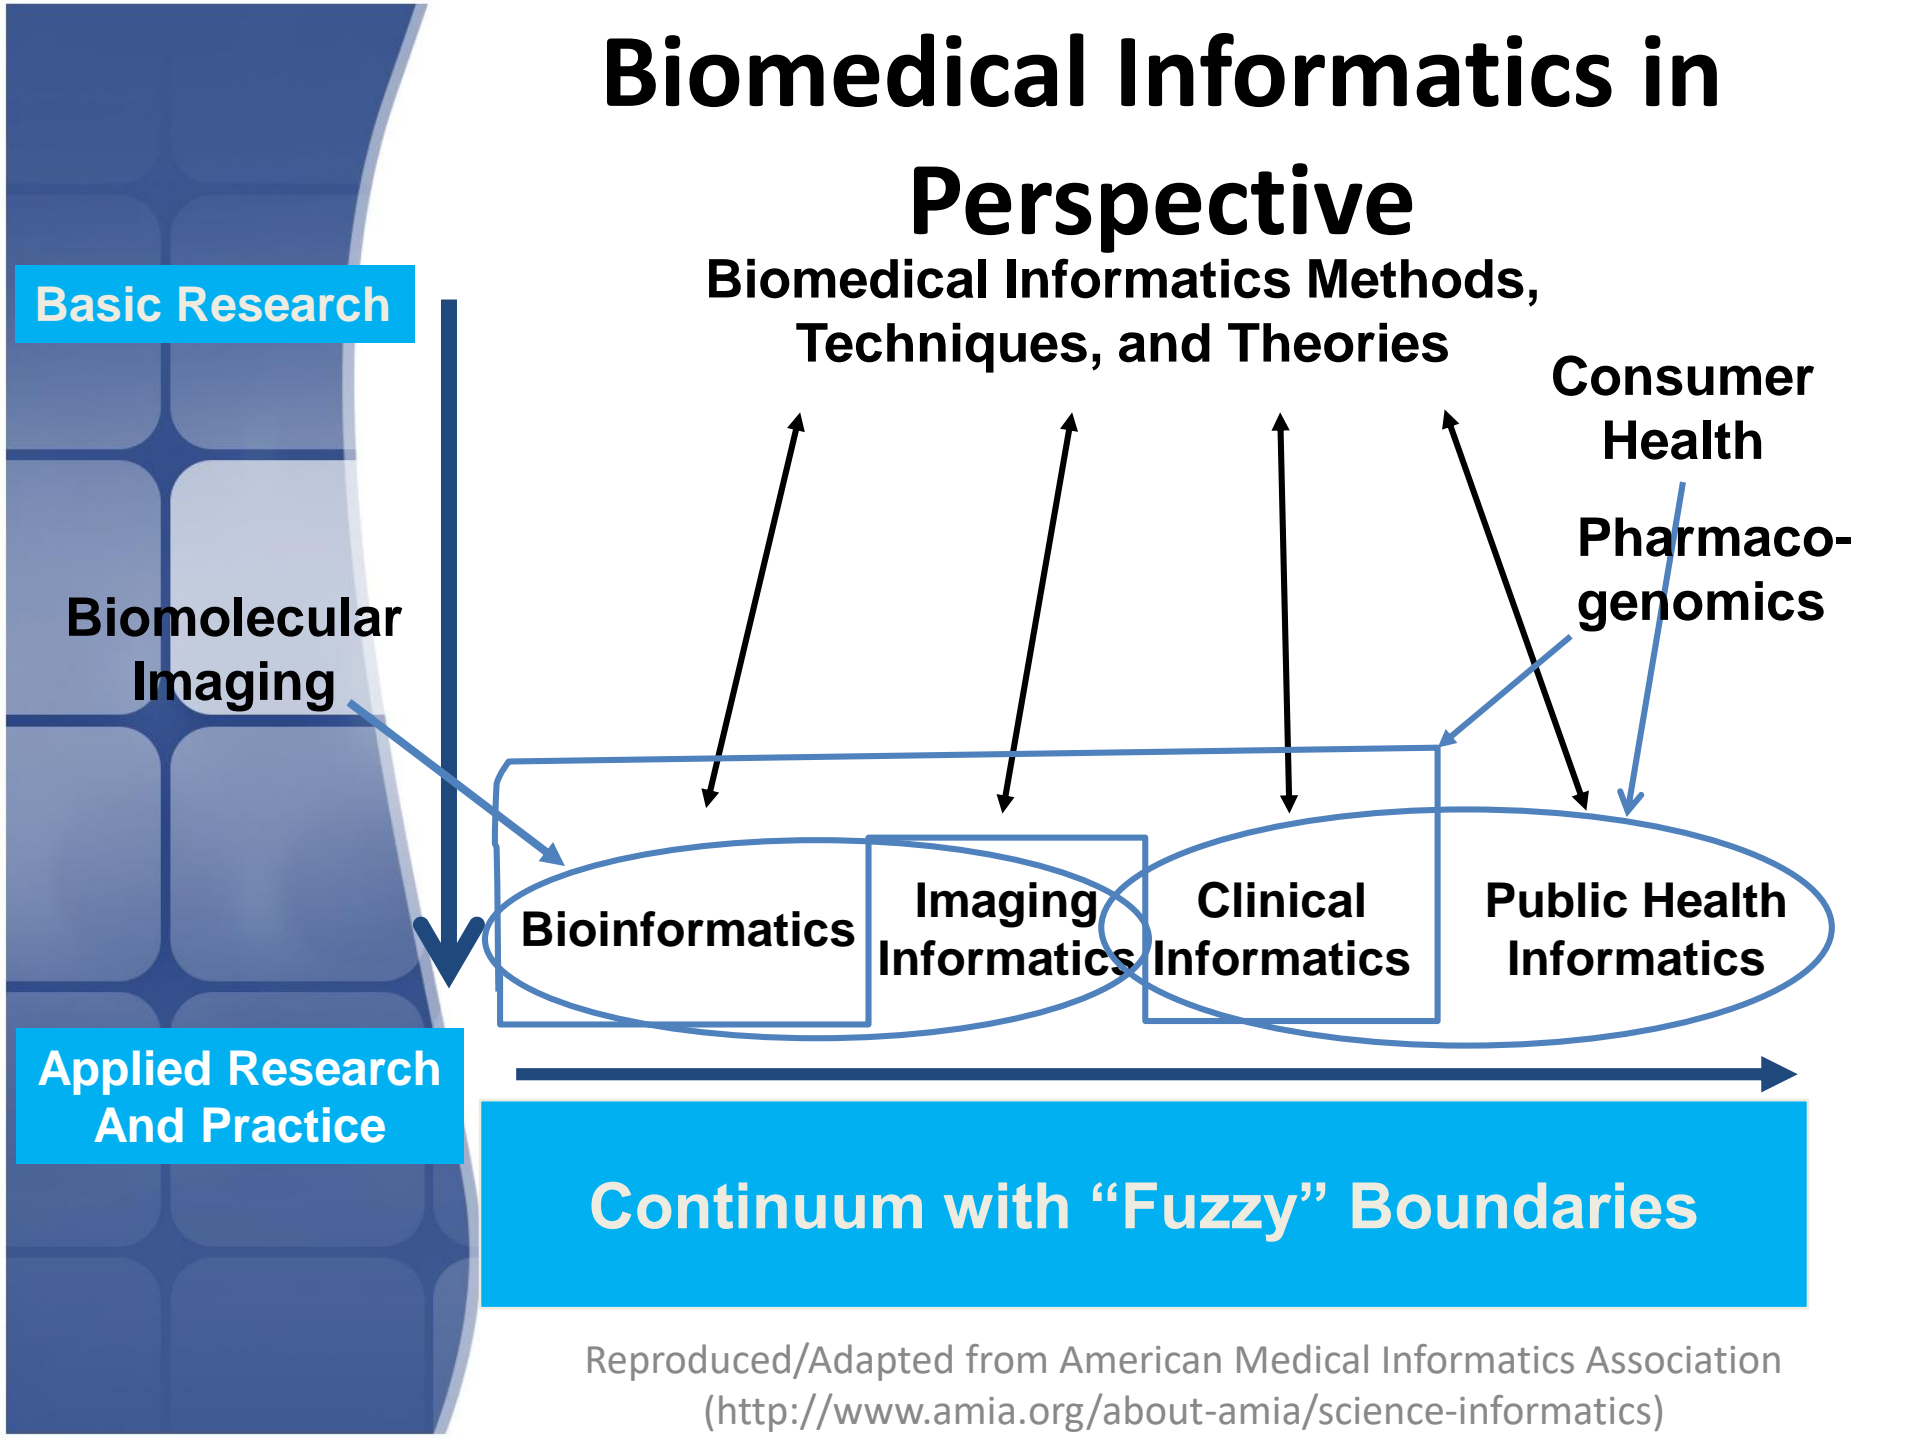 Biomedical Informatics in
Perspective
Biomedical Informatics Methods,
Techniques, and Theories
Basic Research
Consumer
Health
Pharmaco-
genomics
Biomolecular
Imaging
Bioinformatics
Imaging
Informatics
Clinical
Informatics
Public Health
Informatics
Applied Research
And Practice
Continuum with “Fuzzy” Boundaries
Reproduced/Adapted from American Medical Informatics Association
(http://www.amia.org/about-amia/science-informatics)